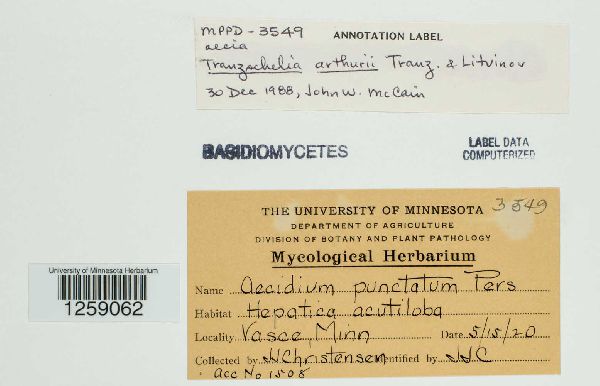 MPPD - 3549
ANNOTATION LABEL
aecia
Tranzschelia arthurii Tranz. & Litvinov
30 Dec 1988, John W. McCain
BASIDIOMYCETES
LABEL DATA
COMPUTERIZED
3549
THE UNIVERSITY OF MINNESOTA
DEPARTMENT OF AGRICULTURE
DIVISION OF BOTANY AND PLANT PATHOLOGY
Mycological Herbarium
Name Aecidium punctatum Pers
Habitat Hepatica acutiloba
Locality Vasce, Minn Date 5/15/20
Collected by JJChristensen Identified by JJC
Acc No 1508
University of Minnesota Herbarium
1259062